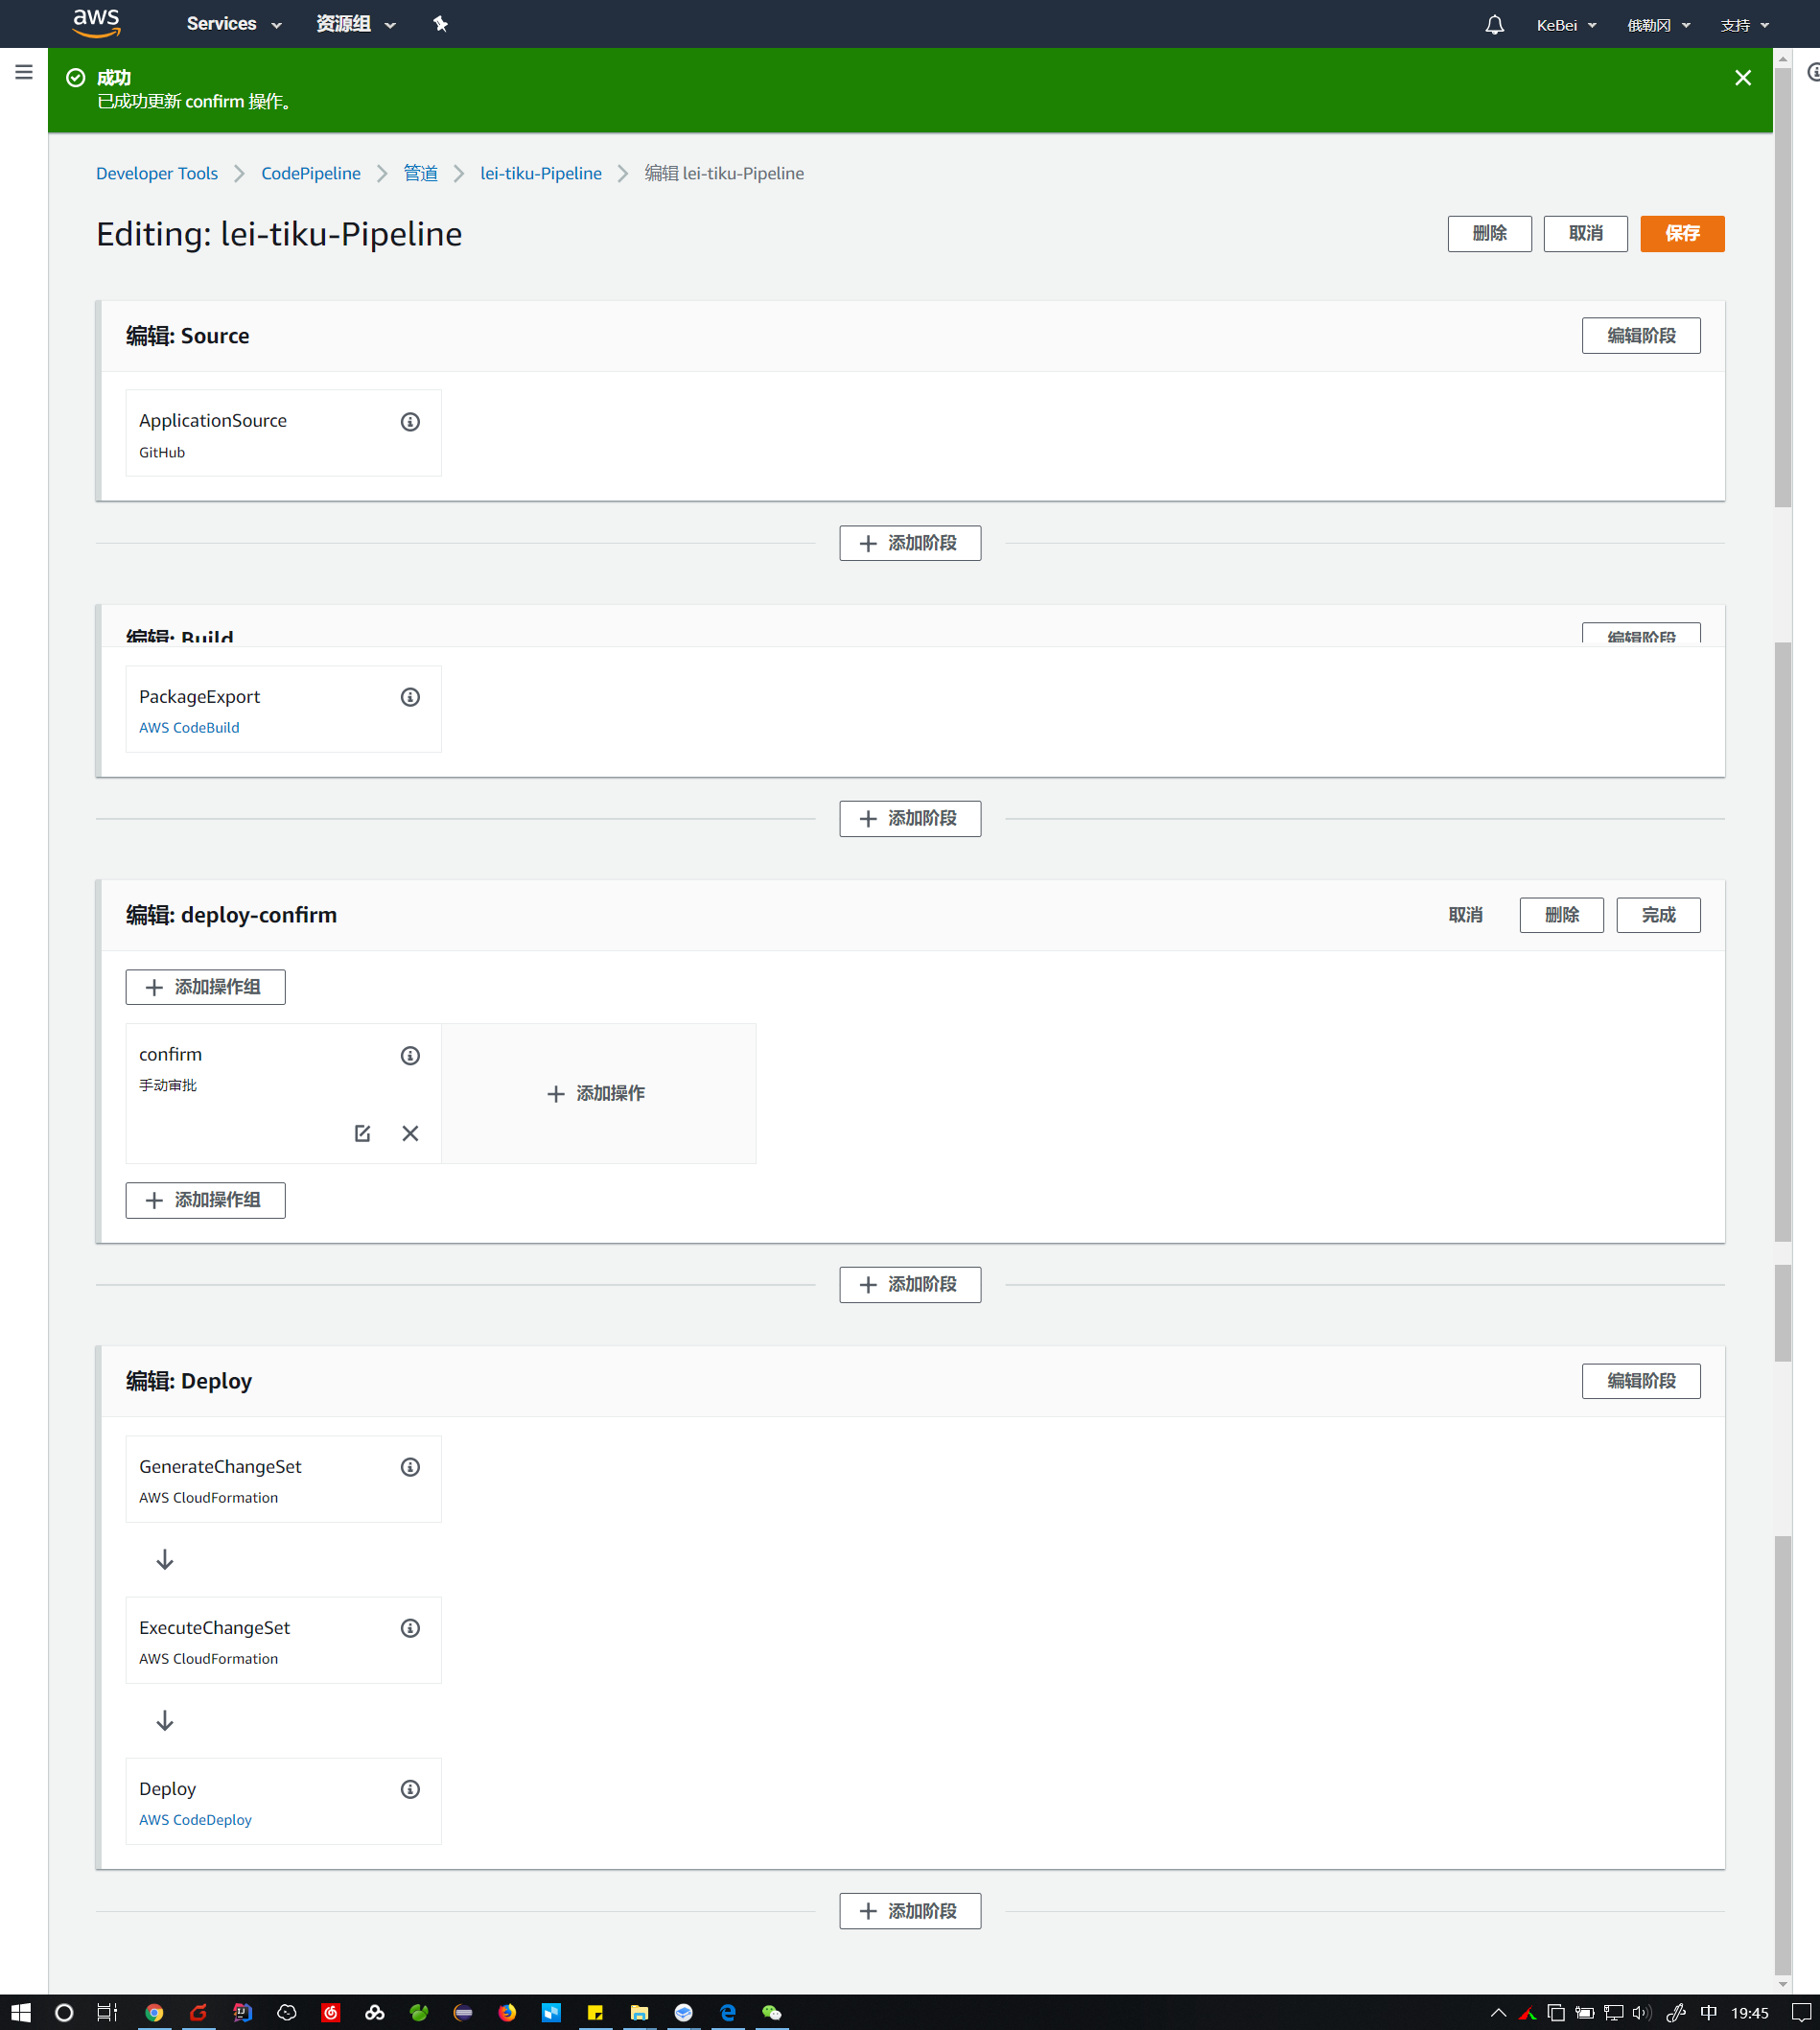 aws Services 资源组 KeBei 俄勒冈 支持
成功
已成功更新 confirm 操作。
Developer Tools CodePipeline 管道 lei-tiku-Pipeline 编辑 lei-tiku-Pipeline
Editing: lei-tiku-Pipeline 删除 取消 保存
编辑: Source 编辑阶段
ApplicationSource
GitHub
添加阶段
编辑: Build 编辑阶段
PackageExport
AWS CodeBuild
添加阶段
编辑: deploy-confirm 取消 删除 完成
添加操作组
confirm
手动审批
添加操作
添加操作组
添加阶段
编辑: Deploy 编辑阶段
GenerateChangeSet
AWS CloudFormation
ExecuteChangeSet
AWS CloudFormation
Deploy
AWS CodeDeploy
添加阶段
中 19:45